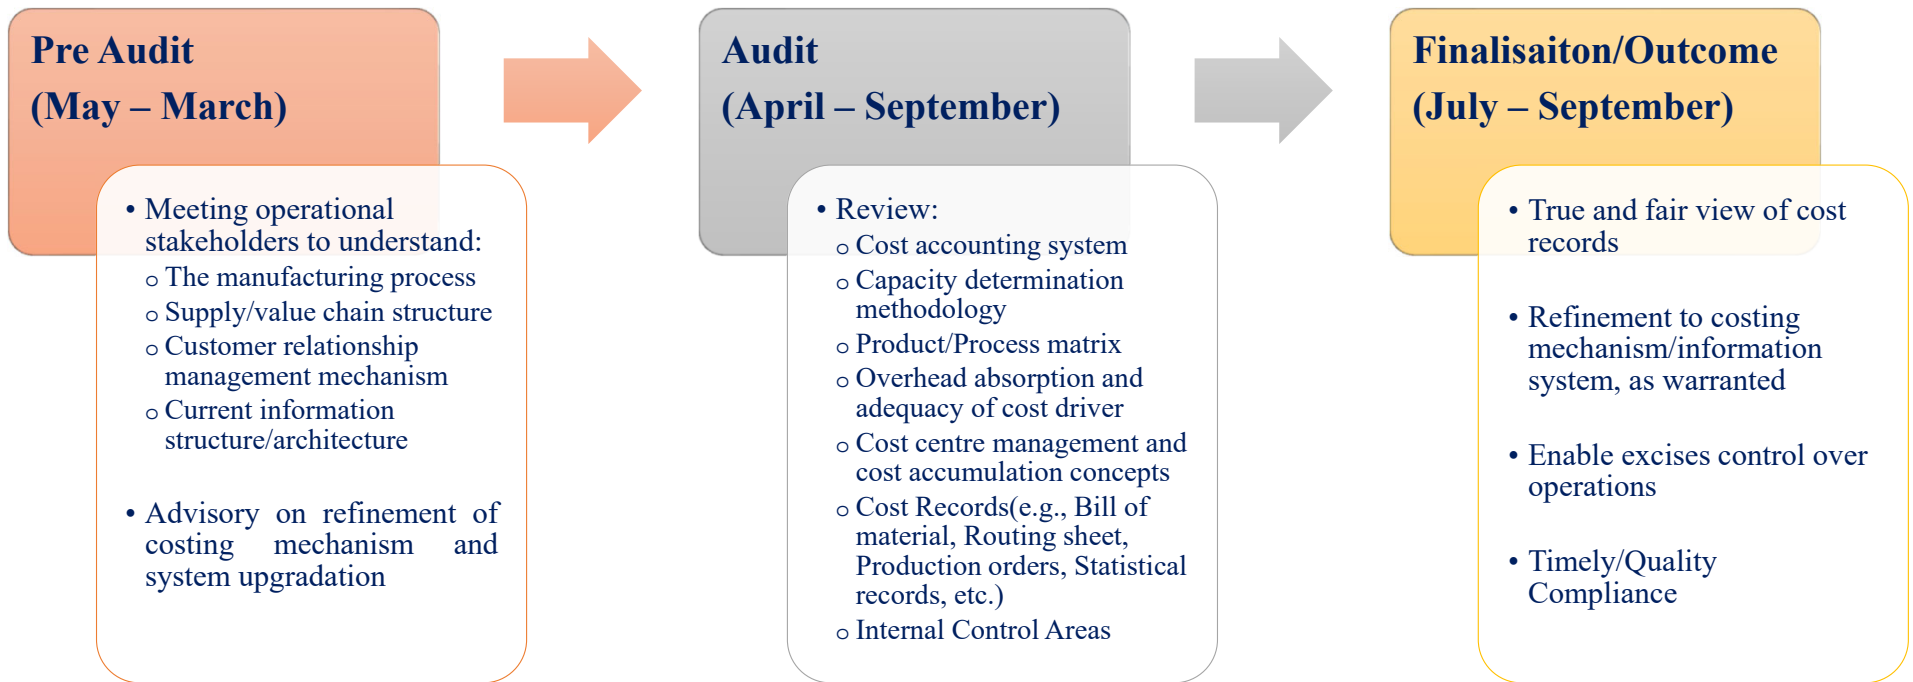 Pre Audit
(May – March)
• Meeting operational
stakeholders to understand:
o The manufacturing process
o Supply/value chain structure
o Customer relationship
management mechanism
o Current information
structure/architecture
• Advisory on refinement of
costing mechanism and
system upgradation
Audit
(April – September)
• Review:
o Cost accounting system
o Capacity determination
methodology
o Product/Process matrix
o Overhead absorption and
adequacy of cost driver
o Cost centre management and
cost accumulation concepts
o Cost Records(e.g., Bill of
material, Routing sheet,
Production orders, Statistical
records, etc.)
o Internal Control Areas
Finalisaiton/Outcome
(July – September)
• True and fair view of cost
records
• Refinement to costing
mechanism/information
system, as warranted
• Enable excises control over
operations
• Timely/Quality
Compliance